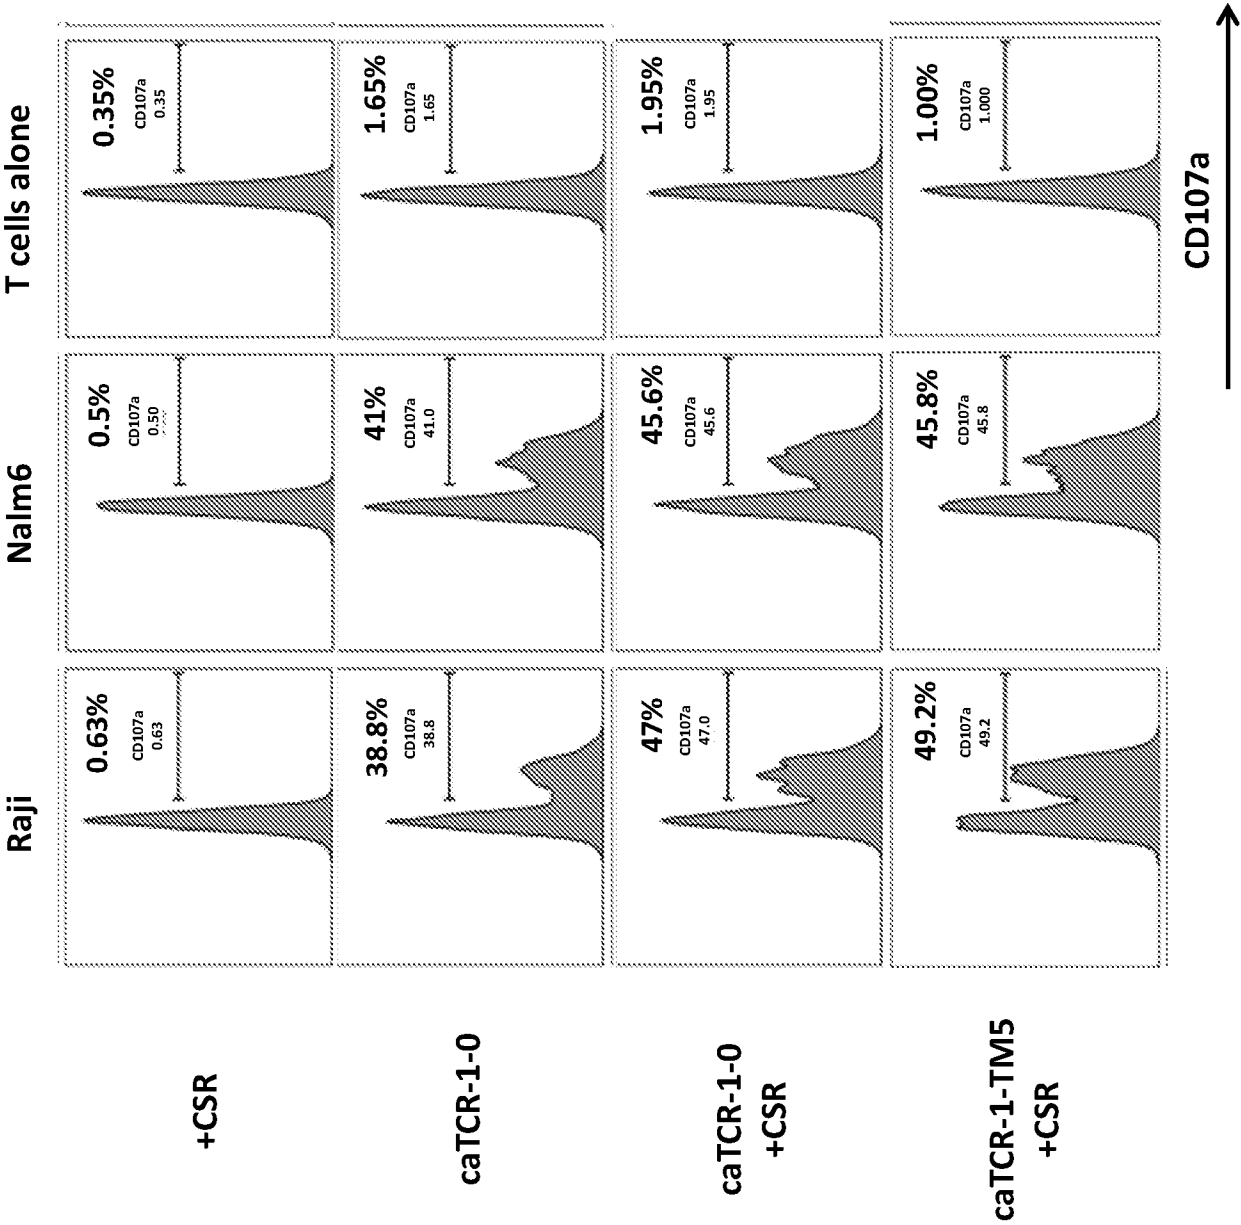 Raji
Nalm6
T cells alone
+CSR
0.63%
CD107a
0.63
0.5%
CD107a
0.50
0.35%
CD107a
0.35
caTCR-1-0
38.8%
CD107a
38.8
41%
CD107a
41.0
1.65%
CD107a
1.65
caTCR-1-0
+CSR
47%
CD107a
47.0
45.6%
CD107a
45.6
1.95%
CD107a
1.95
caTCR-1-TM5
+CSR
49.2%
CD107a
49.2
45.8%
CD107a
45.8
1.00%
CD107a
1.000
CD107a